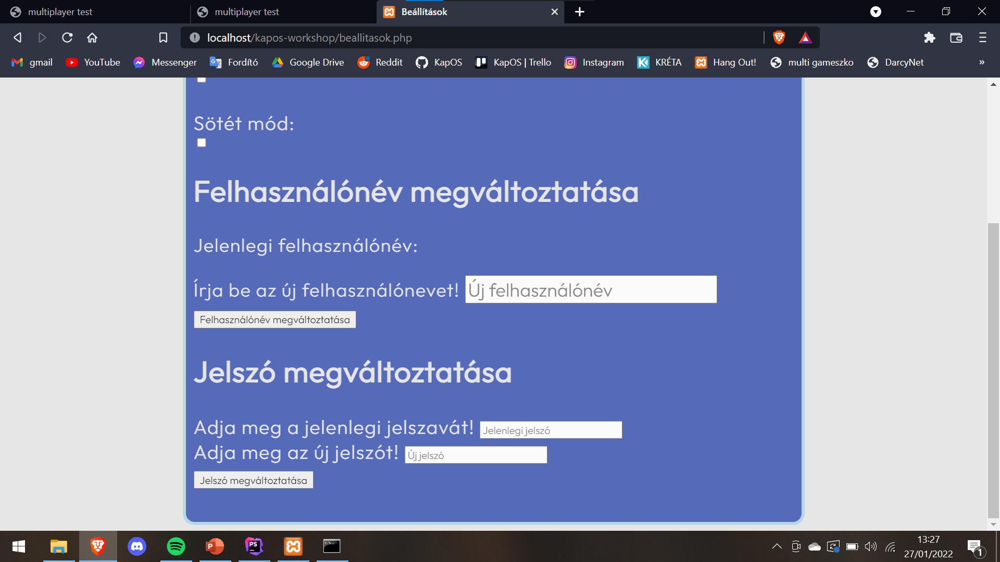 multiplayer test
multiplayer test
Beállítások
localhost/kapos-workshop/beallitasok.php
gmail
YouTube
Messenger
Fordító
Google Drive
Reddit
KapOS
KapOS | Trello
Instagram
KRÉTA
Hang Out!
multi gameszko
DarcyNet
»
Sötét mód:
Felhasználónév megváltoztatása
Jelenlegi felhasználónév:
Írja be az új felhasználónevet! Új felhasználónév
Felhasználónév megváltoztatása
Jelszó megváltoztatása
Adja meg a jelenlegi jelszavát! Jelenlegi jelszó
Adja meg az új jelszót! Új jelszó
Jelszó megváltoztatása
13:27
27/01/2022
1